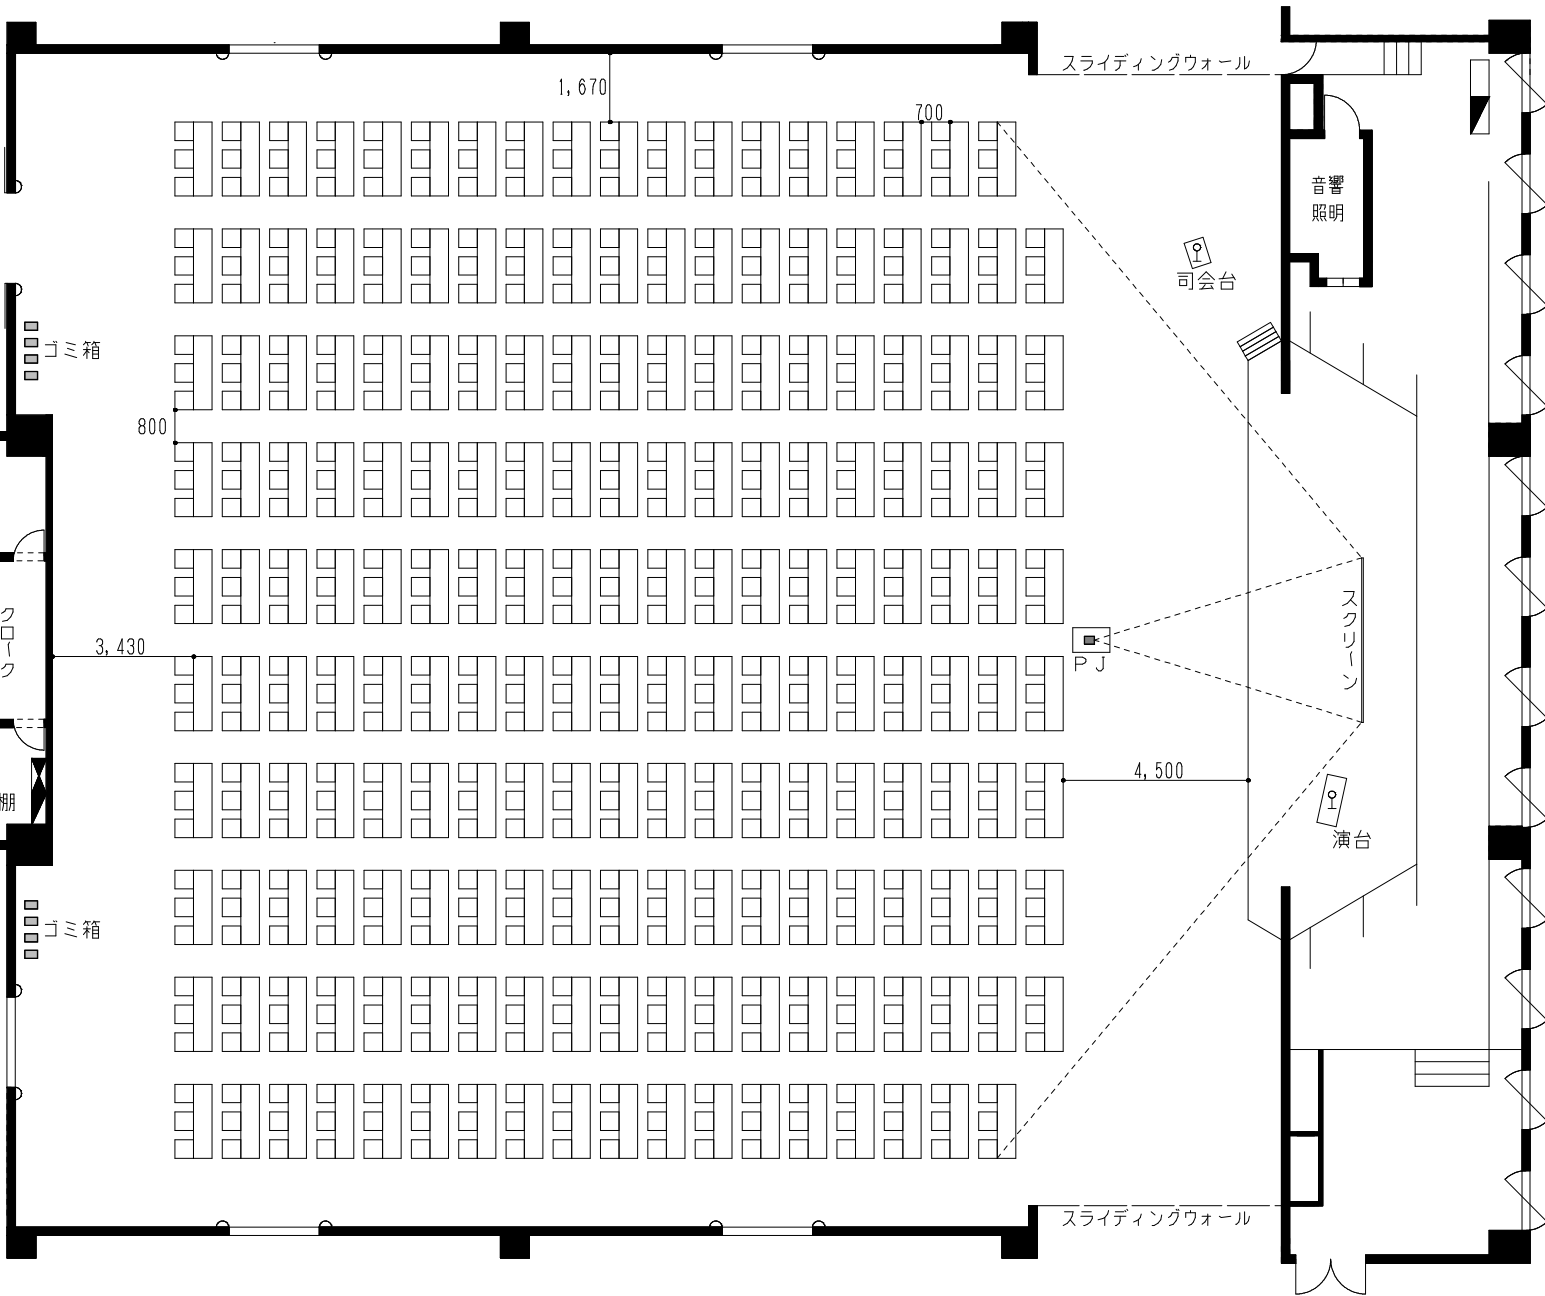 スライディングウォール
1,670
700
音響
照明
司会台
ゴミ箱
800
クローク
3,430
スクリーン
PJ
4,500
棚
演台
ゴミ箱
スライディングウォール